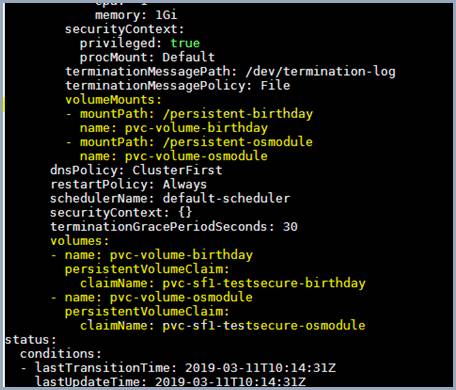 memory: 1Gi
securityContext:
privileged: true
procMount: Default
terminationMessagePath: /dev/termination-log
terminationMessagePolicy: File
volumeMounts:
- mountPath: /persistent-birthday
name: pvc-volume-birthday
- mountPath: /persistent-osmodule
name: pvc-volume-osmodule
dnsPolicy: ClusterFirst
restartPolicy: Always
schedulerName: default-scheduler
securityContext: {}
terminationGracePeriodSeconds: 30
volumes:
- name: pvc-volume-birthday
persistentVolumeClaim:
claimName: pvc-sf1-testsecure-birthday
- name: pvc-volume-osmodule
persistentVolumeClaim:
claimName: pvc-sf1-testsecure-osmodule
status:
conditions:
- lastTransitionTime: 2019-03-11T10:14:31Z
lastUpdateTime: 2019-03-11T10:14:31Z